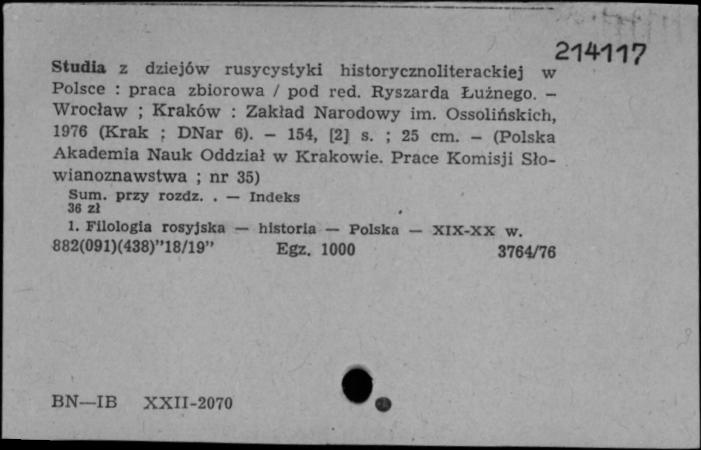 214117
Studia z dziejów rusycystyki historycznoliterackiej w
Polsce : praca zbiorowa / pod red. Ryszarda Łużnego. —
Wrocław ; Kraków : Zakład Narodowy im. Ossolińskich,
1976 (Krak ; DNar 6). — 154, [2] s. ; 25 cm. — (Polska
Akademia Nauk Oddział w Krakowie. Prace Komisji Sło-
wianoznawstwa ; nr 35)
Sum. przy rozdz. . — Indeks
36 zł
1. Filologia rosyjska — historia — Polska — XIX-XX w.
882(091)(438)"18/19" Egz. 1000 3764/76
BN—IB XXII-2070